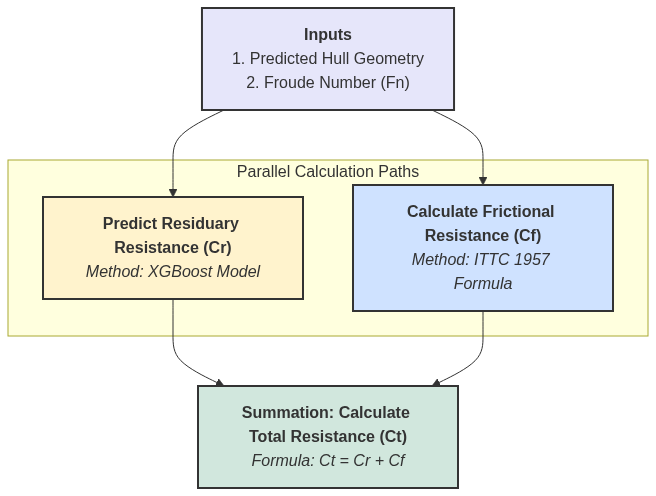 Inputs
1. Predicted Hull Geometry
2. Froude Number (Fn)
Parallel Calculation Paths
Predict Residuary
Resistance (Cr)
Method: XGBoost Model
Calculate Frictional
Resistance (Cf)
Method: ITTC 1957
Formula
Summation: Calculate
Total Resistance (Ct)
Formula: Ct = Cr + Cf